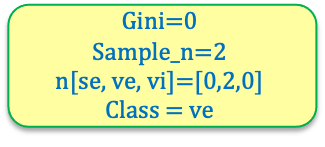 Gini=0
Sample_n=2
n[se, ve, vi]=[0,2,0]
Class = ve